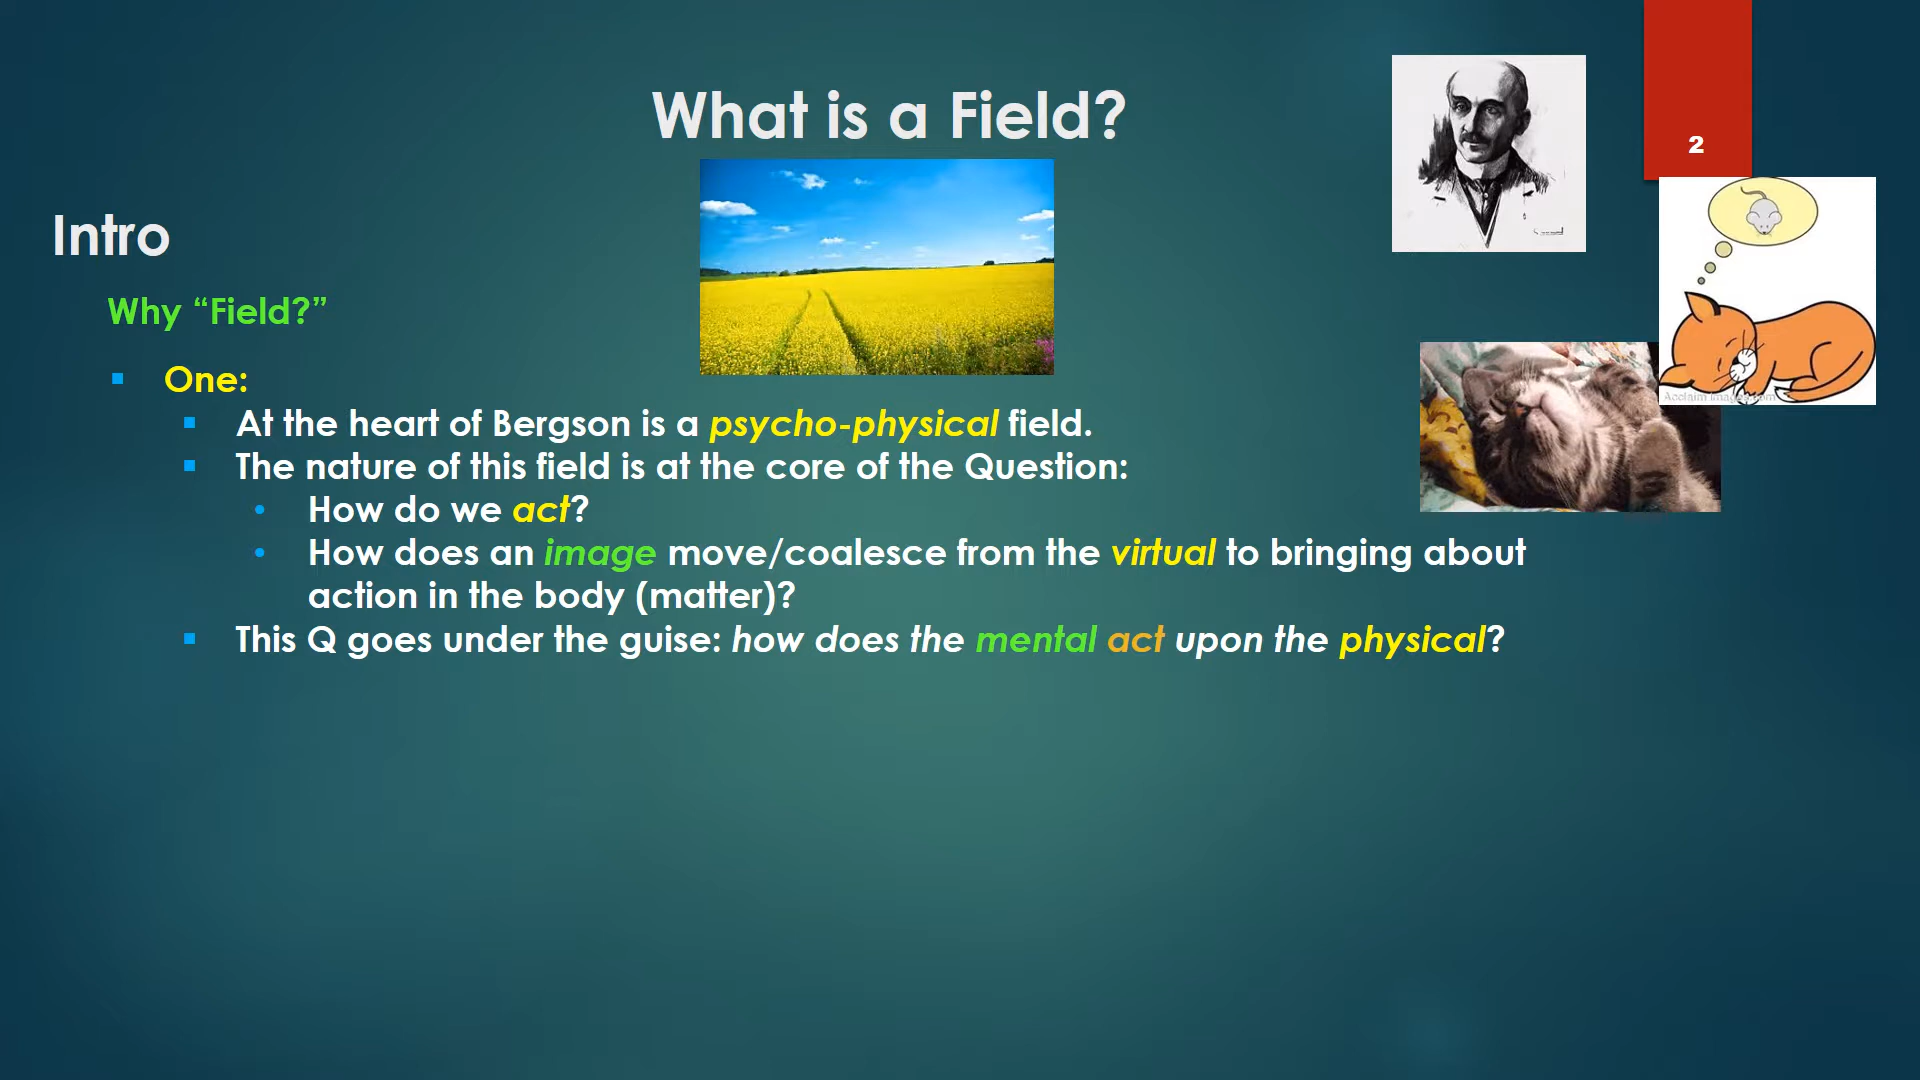 What is a Field?
2
Intro
Why “Field?”
One:
At the heart of Bergson is a psycho-physical field.
The nature of this field is at the core of the Question:
How do we act?
How does an image move/coalesce from the virtual to bringing about
action in the body (matter)?
This Q goes under the guise: how does the mental act upon the physical?
Acclaim Images.com